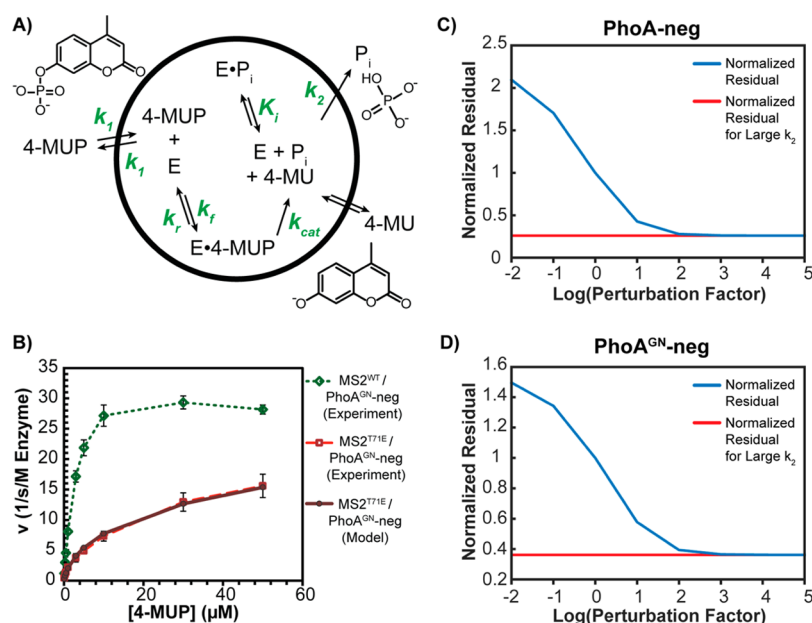 A)
O
O
O
P
O⁻
⁻O
O
4-MUP
k₁
k₁
4-MUP
+
E
kᵣ
k_f
E•4-MUP
E•Pᵢ
Kᵢ
E + Pᵢ
+ 4-MU
k_cat
k₂
Pᵢ
HO
O⁻
P
O
O⁻
4-MU
⁻O
O
O
B)
v (1/s/M Enzyme)
35
30
25
20
15
10
5
0
0
20
40
60
[4-MUP] (µM)
MS2ᵂᵀ/
PhoAᴳᴺ-neg
(Experiment)
MS2ᵀ⁷¹ᴱ/
PhoAᴳᴺ-neg
(Experiment)
MS2ᵀ⁷¹ᴱ/
PhoAᴳᴺ-neg
(Model)
C)
PhoA-neg
Normalized Residual
2.5
2
1.5
1
0.5
0
-2
-1
0
1
2
3
4
5
Log(Perturbation Factor)
Normalized
Residual
Normalized
Residual
for Large k₂
D)
PhoAᴳᴺ-neg
Normalized Residual
1.6
1.4
1.2
1
0.8
0.6
0.4
0.2
-2
-1
0
1
2
3
4
5
Log(Perturbation Factor)
Normalized
Residual
Normalized
Residual
for Large k₂